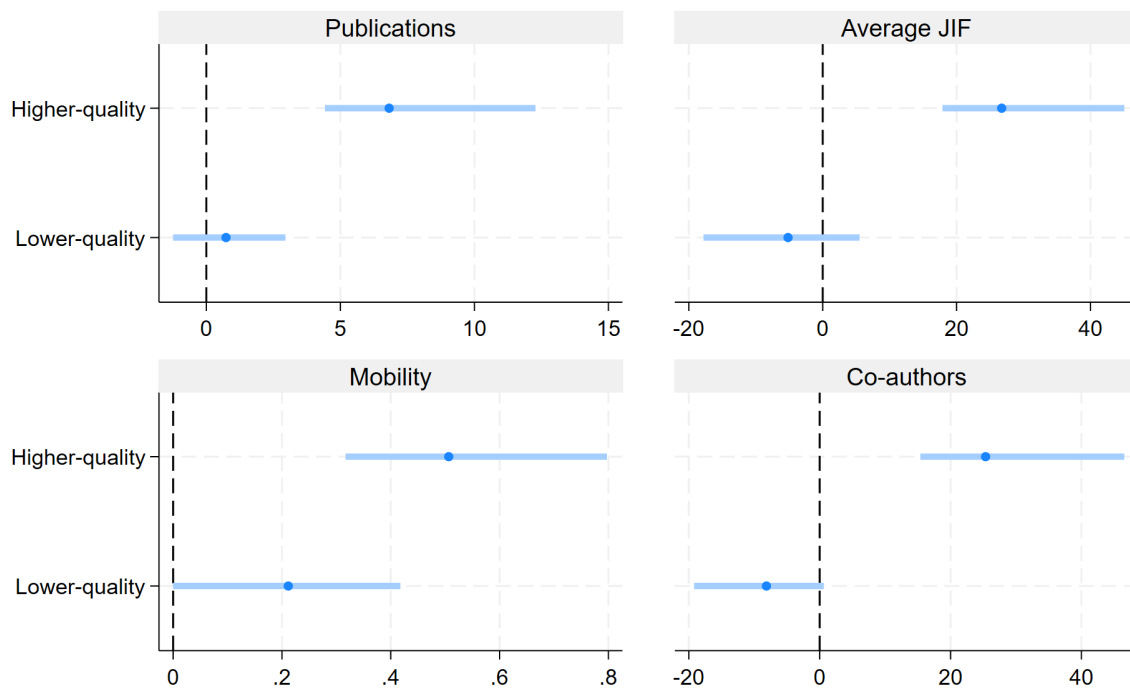 Publications
Average JIF
Higher-quality
Lower-quality
0 5 10 15
-20 0 20 40
Mobility
Co-authors
Higher-quality
Lower-quality
0 .2 .4 .6 .8
-20 0 20 40